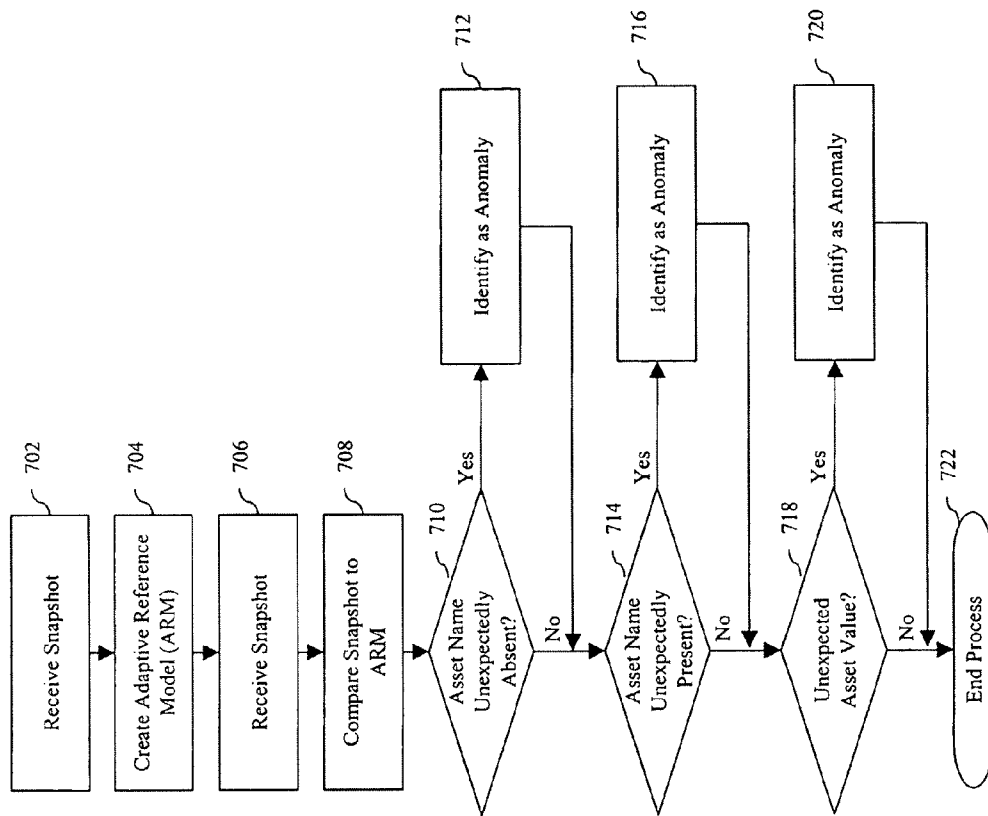 702
Receive Snapshot
704
Create Adaptive Reference
Model (ARM)
706
Receive Snapshot
708
Compare Snapshot to
ARM
710
Asset Name
Unexpectedly
Absent?
Yes
712
Identify as Anomaly
No
714
Asset Name
Unexpectedly
Present?
Yes
716
Identify as Anomaly
No
718
Unexpected
Asset Value?
Yes
720
Identify as Anomaly
No
722
End Process